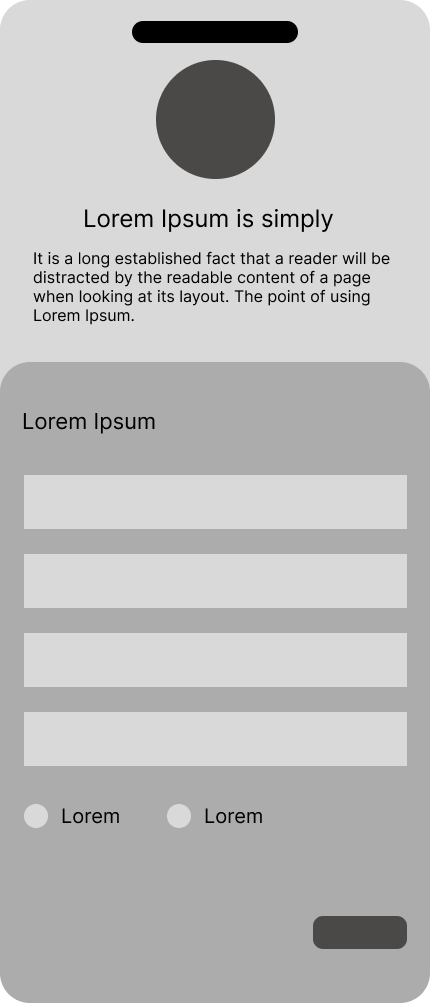 Lorem Ipsum is simply
It is a long established fact that a reader will be
distracted by the readable content of a page
when looking at its layout. The point of using
Lorem Ipsum.
Lorem Ipsum
Lorem
Lorem